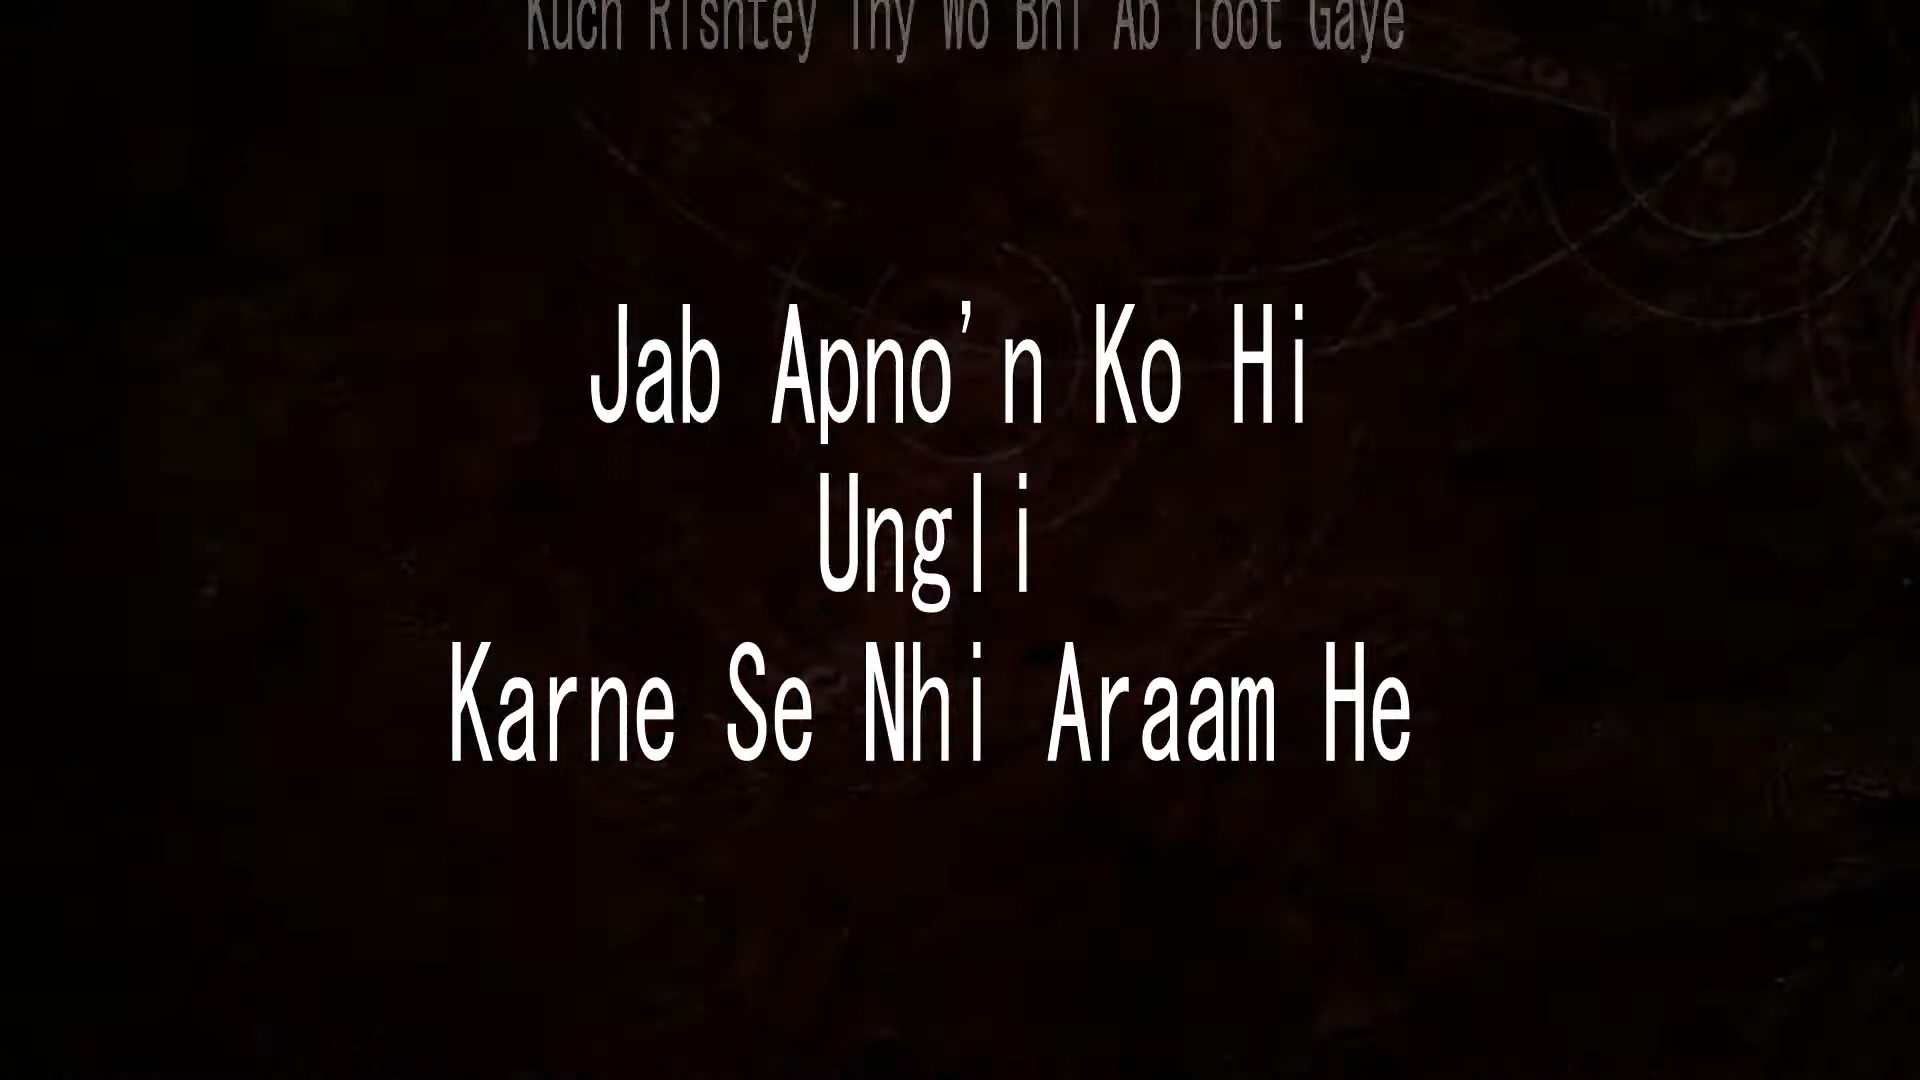 Kuch Rishtey Thy Wo Bhi Ab Toot Gaye
Jab Apno'n Ko Hi
Ungli
Karne Se Nhi Araam He